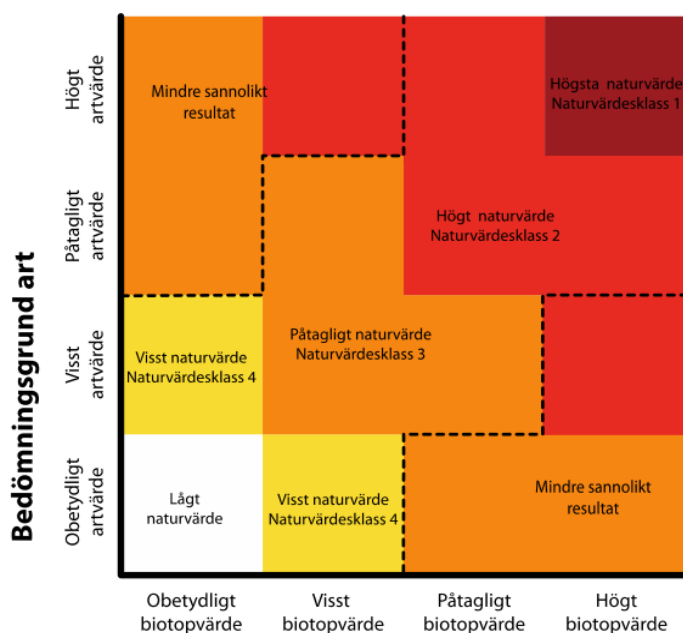 Bedömningsgrund art
Högt
artvärde
Påtagligt
artvärde
Visst
artvärde
Obetydligt
artvärde
Mindre sannolikt
resultat
Högsta naturvärde
Naturvärdesklass 1
Högt naturvärde
Naturvärdesklass 2
Påtagligt naturvärde
Naturvärdesklass 3
Visst naturvärde
Naturvärdesklass 4
Lågt
naturvärde
Visst naturvärde
Naturvärdesklass 4
Mindre sannolikt
resultat
Obetydligt
biotopvärde
Visst
biotopvärde
Påtagligt
biotopvärde
Högt
biotopvärde